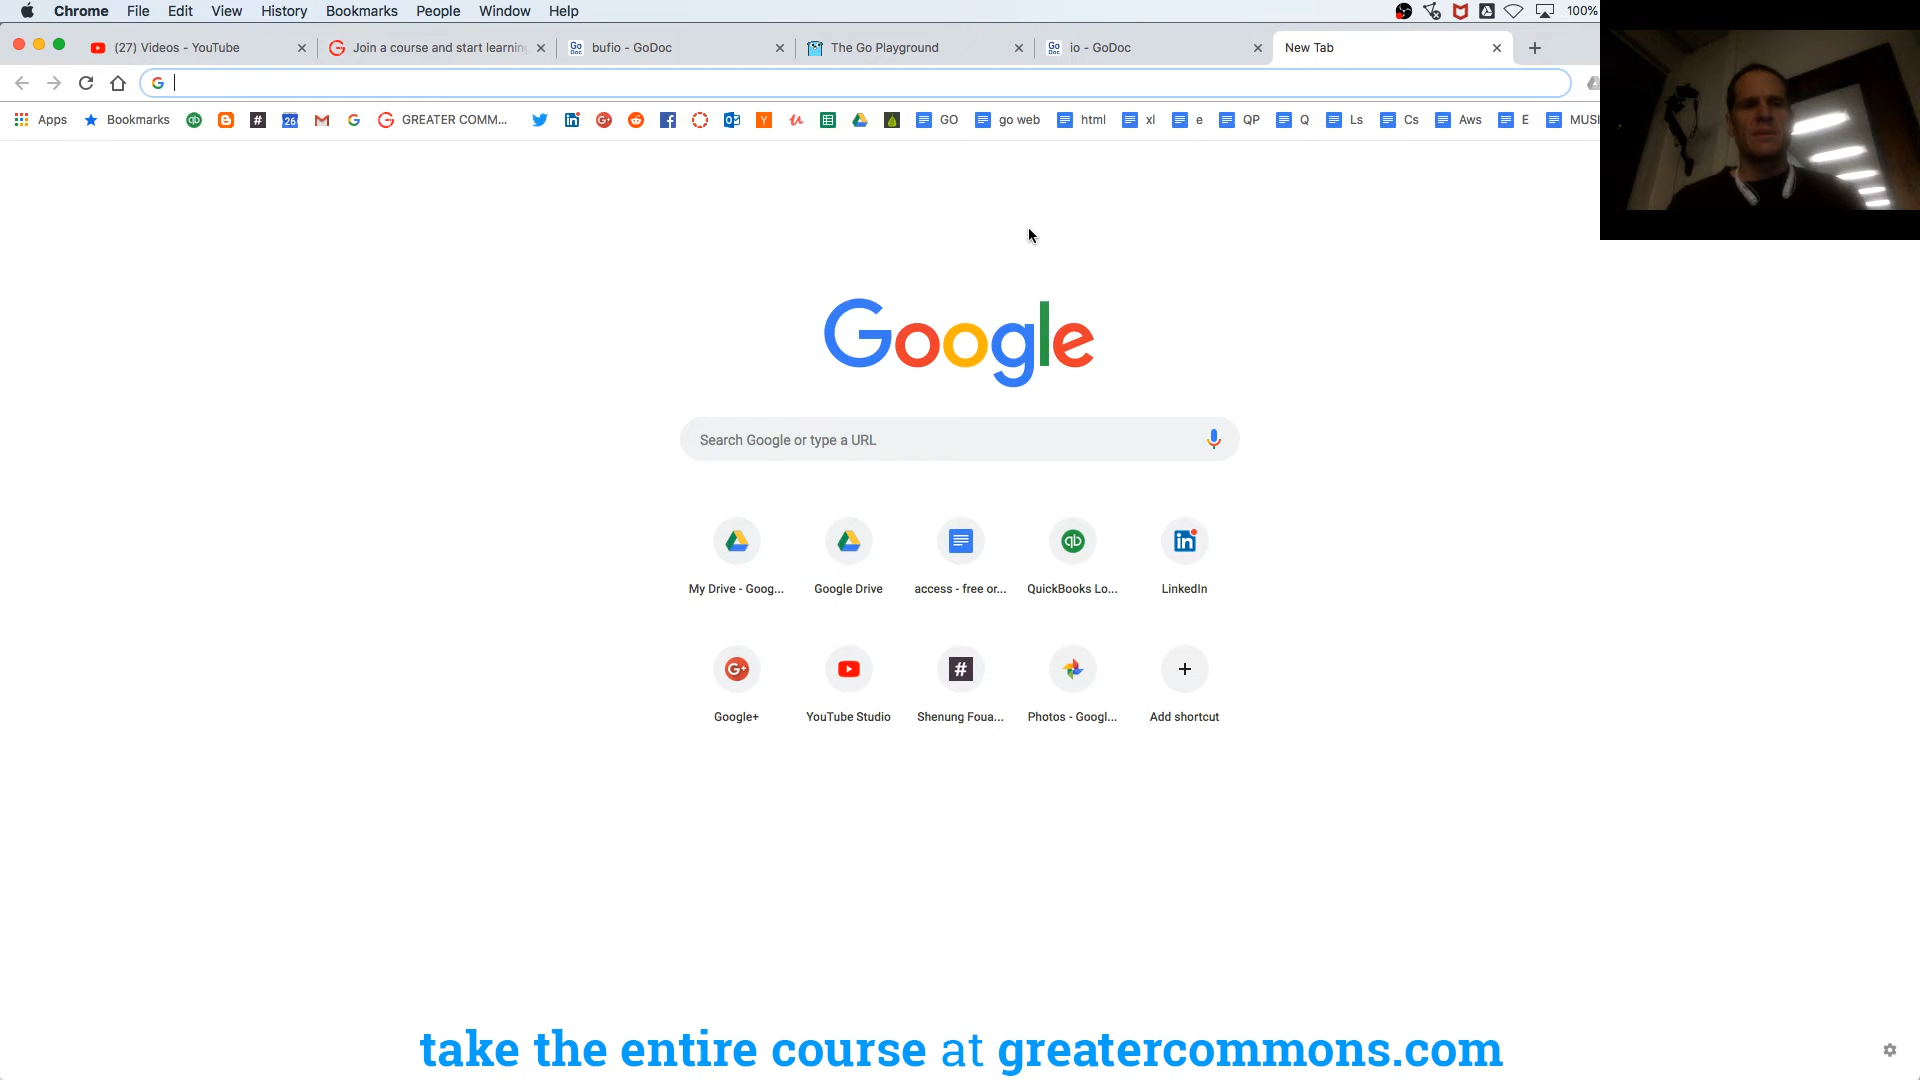 Chrome File Edit View History Bookmarks People Window Help 100%
(27) Videos - YouTube Join a course and start learning bufio - GoDoc The Go Playground io - GoDoc New Tab
Apps Bookmarks 26 GREATER COMM... GO go web html xl e QP Q Ls Cs Aws E MUSI
Google
Search Google or type a URL
My Drive - Goog... Google Drive access - free or... QuickBooks Lo... LinkedIn
Google+ YouTube Studio Shenung Foua... Photos - Googl... Add shortcut
take the entire course at greatercommons.com